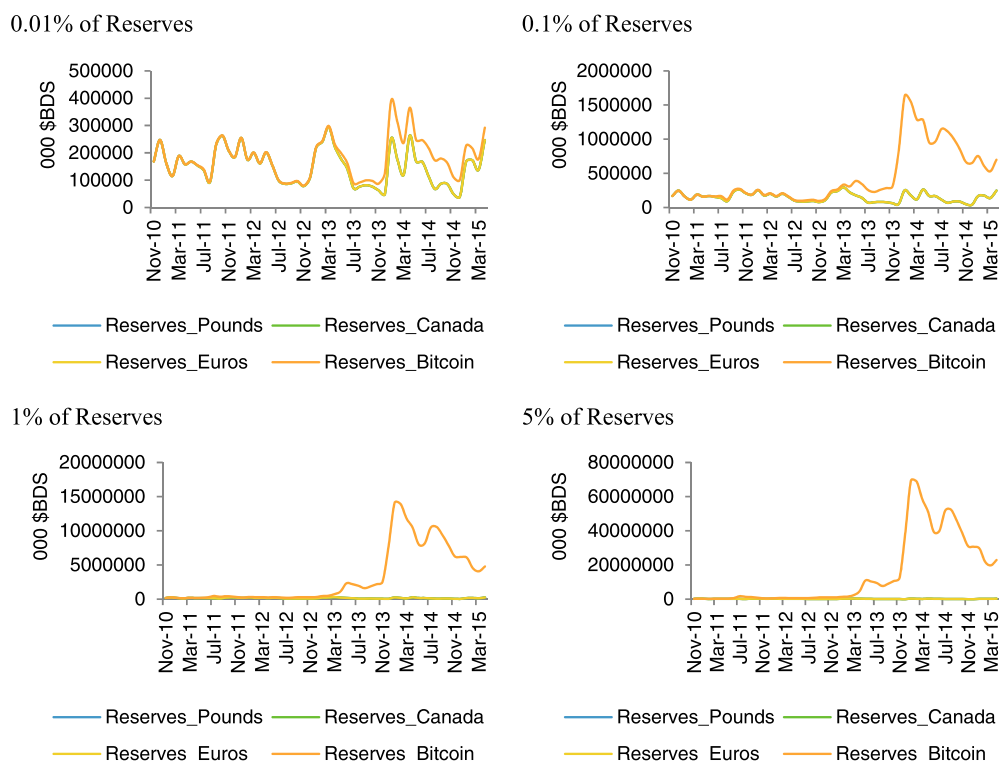 0.01% of Reserves
000 $BDS
500000
400000
300000
200000
100000
0
Nov-10
Mar-11
Jul-11
Nov-11
Mar-12
Jul-12
Nov-12
Mar-13
Jul-13
Nov-13
Mar-14
Jul-14
Nov-14
Mar-15
Reserves_Pounds
Reserves_Canada
Reserves_Euros
Reserves_Bitcoin
0.1% of Reserves
000 $BDS
2000000
1500000
1000000
500000
0
Nov-10
Mar-11
Jul-11
Nov-11
Mar-12
Jul-12
Nov-12
Mar-13
Jul-13
Nov-13
Mar-14
Jul-14
Nov-14
Mar-15
Reserves_Pounds
Reserves_Canada
Reserves_Euros
Reserves_Bitcoin
1% of Reserves
000 $BDS
20000000
15000000
10000000
5000000
0
Nov-10
Mar-11
Jul-11
Nov-11
Mar-12
Jul-12
Nov-12
Mar-13
Jul-13
Nov-13
Mar-14
Jul-14
Nov-14
Mar-15
Reserves_Pounds
Reserves_Canada
Reserves_Euros
Reserves_Bitcoin
5% of Reserves
000 $BDS
80000000
60000000
40000000
20000000
0
Nov-10
Mar-11
Jul-11
Nov-11
Mar-12
Jul-12
Nov-12
Mar-13
Jul-13
Nov-13
Mar-14
Jul-14
Nov-14
Mar-15
Reserves_Pounds
Reserves_Canada
Reserves_Euros
Reserves_Bitcoin